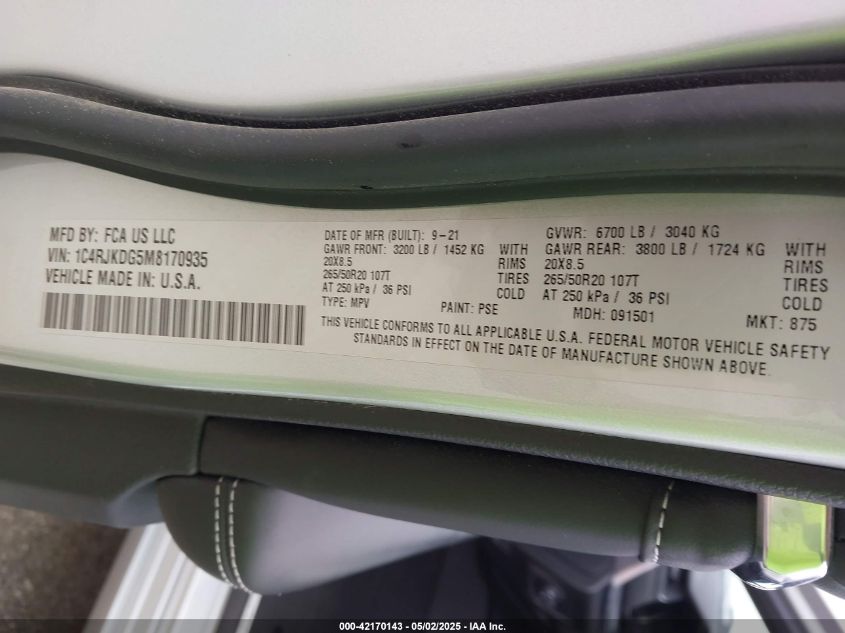 MFD BY: FCA US LLC
VIN: 1C4RJKDG5M8170935
VEHICLE MADE IN: U.S.A.
DATE OF MFR (BUILT): 9-21
GAWR FRONT: 3200 LB / 1452 KG WITH
20X8.5 RIMS
265/50R20 107T TIRES
AT 250 kPa / 36 PSI COLD
TYPE: MPV PAINT: PSE
GVWR: 6700 LB / 3040 KG
GAWR REAR: 3800 LB / 1724 KG WITH
20X8.5 RIMS
265/50R20 107T TIRES
AT 250 kPa / 36 PSI COLD
MDH: 091501 MKT: 875
THIS VEHICLE CONFORMS TO ALL APPLICABLE U.S.A. FEDERAL MOTOR VEHICLE SAFETY
STANDARDS IN EFFECT ON THE DATE OF MANUFACTURE SHOWN ABOVE.
000-42170143 - 05/02/2025 - IAA Inc.